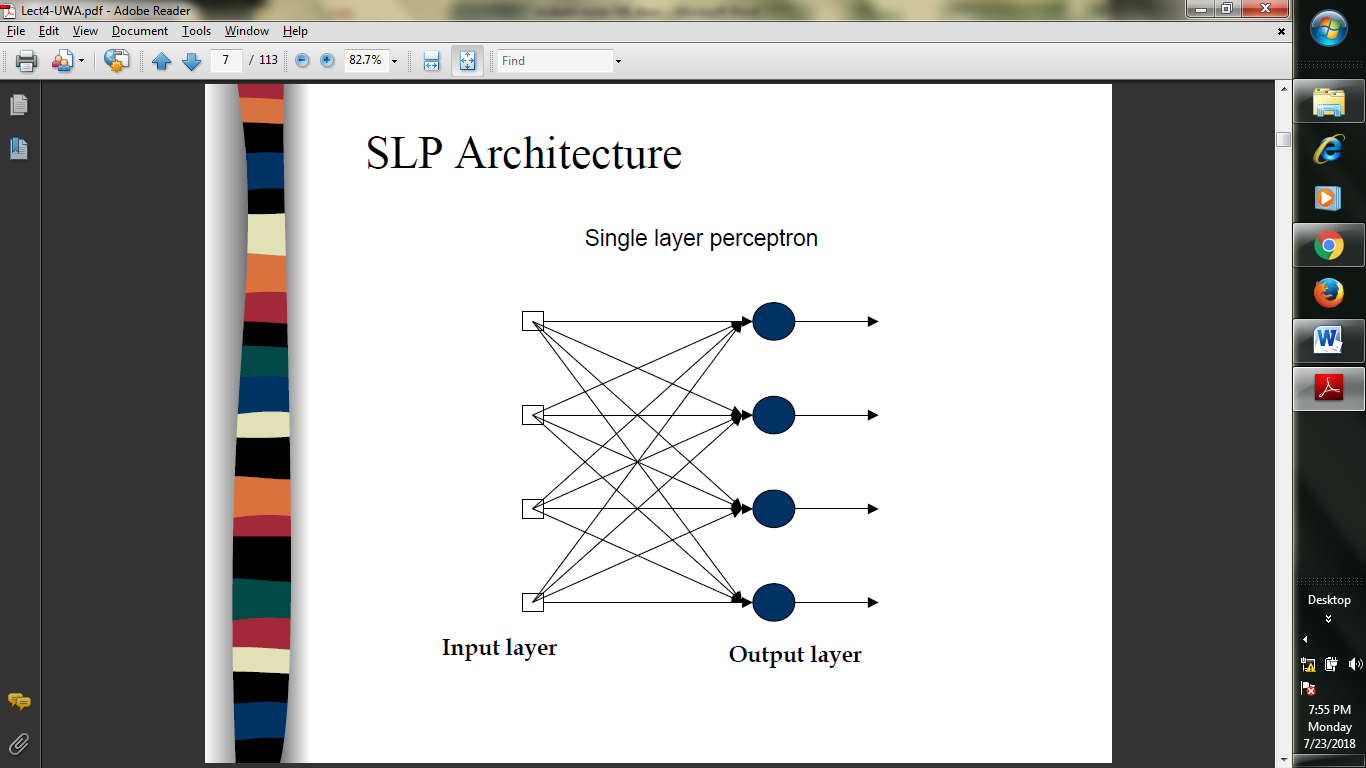 Lect4-UWA.pdf - Adobe Reader
File Edit View Document Tools Window Help
7 / 113 82.7% Find
SLP Architecture
Single layer perceptron
Input layer
Output layer
Desktop
7:55 PM
Monday
7/23/2018